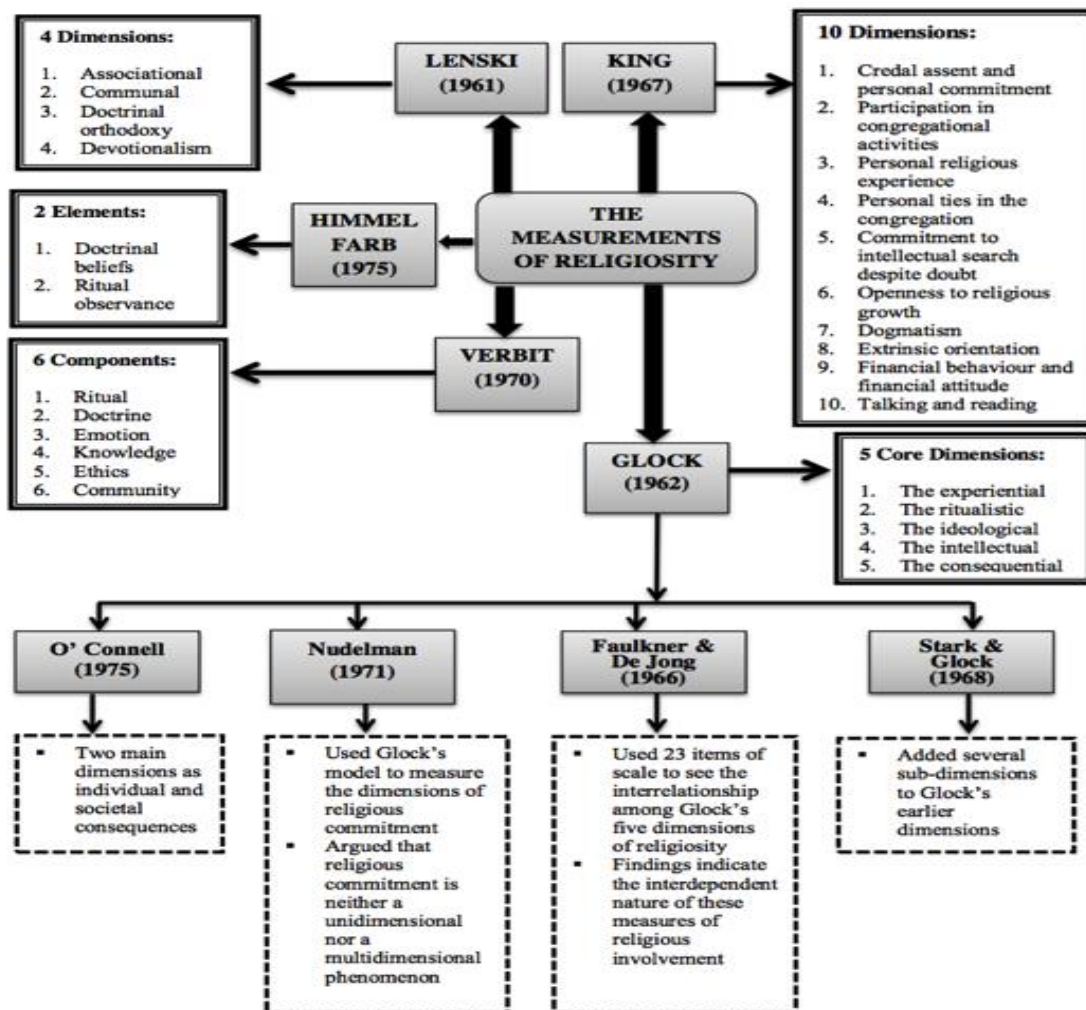 4 Dimensions:
1. Associational
2. Communal
3. Doctrinal
orthodoxy
4. Devotionalism
LENSKI
(1961)
KING
(1967)
10 Dimensions:
1. Credal assent and
personal commitment
2. Participation in
congregational
activities
3. Personal religious
experience
4. Personal ties in the
congregation
5. Commitment to
intellectual search
despite doubt
6. Openness to religious
growth
7. Dogmatism
8. Extrinsic orientation
9. Financial behaviour and
financial attitude
10. Talking and reading
2 Elements:
1. Doctrinal
beliefs
2. Ritual
observance
HIMMEL
FARB
(1975)
THE
MEASUREMENTS
OF RELIGIOSITY
6 Components:
1. Ritual
2. Doctrine
3. Emotion
4. Knowledge
5. Ethics
6. Community
VERBIT
(1970)
GLOCK
(1962)
5 Core Dimensions:
1. The experiential
2. The ritualistic
3. The ideological
4. The intellectual
5. The consequential
O' Connell
(1975)
Nudelman
(1971)
Faulkner &
De Jong
(1966)
Stark &
Glock
(1968)
▪ Two main
dimensions as
individual and
societal
consequences
▪ Used Glock's
model to measure
the dimensions of
religious
commitment
▪ Argued that
religious
commitment is
neither a
unidimensional
nor a
multidimensional
phenomenon
▪ Used 23 items of
scale to see the
interrelationship
among Glock's
five dimensions
of religiosity
▪ Findings indicate
the interdependent
nature of these
measures of
religious
involvement
▪ Added several
sub-dimensions
to Glock's
earlier
dimensions